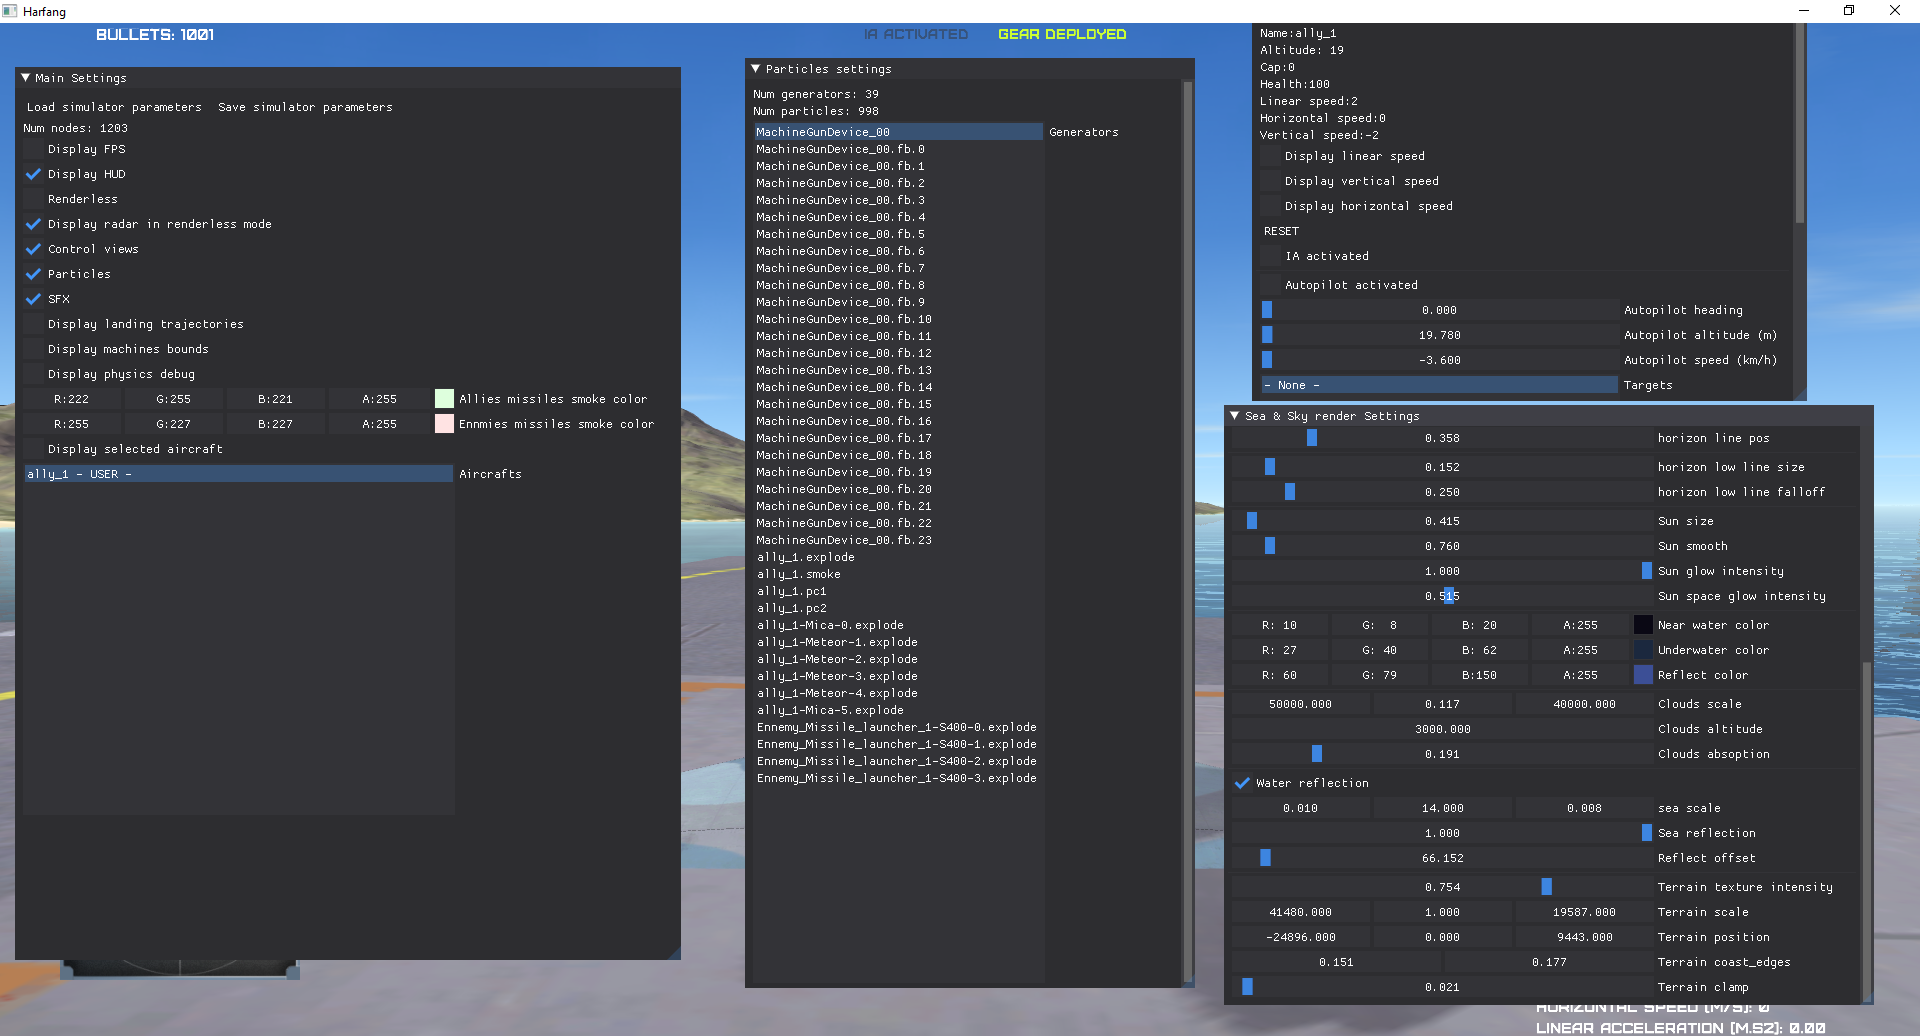 Harfang
BULLETS: 1001
IA ACTIVATED
GEAR DEPLOYED
Main Settings
Load simulator parameters Save simulator parameters
Num nodes: 1203
Display FPS
Display HUD
Renderless
Display radar in renderless mode
Control views
Particles
SFX
Display landing trajectories
Display machines bounds
Display physics debug
R:222 G:255 B:221 A:255 Allies missiles smoke color
R:255 G:227 B:227 A:255 Ennmies missiles smoke color
Display selected aircraft
ally_1 - USER - Aircrafts
Particles settings
Num generators: 39
Num particles: 998
MachineGunDevice_00 Generators
MachineGunDevice_00.fb.0
MachineGunDevice_00.fb.1
MachineGunDevice_00.fb.2
MachineGunDevice_00.fb.3
MachineGunDevice_00.fb.4
MachineGunDevice_00.fb.5
MachineGunDevice_00.fb.6
MachineGunDevice_00.fb.7
MachineGunDevice_00.fb.8
MachineGunDevice_00.fb.9
MachineGunDevice_00.fb.10
MachineGunDevice_00.fb.11
MachineGunDevice_00.fb.12
MachineGunDevice_00.fb.13
MachineGunDevice_00.fb.14
MachineGunDevice_00.fb.15
MachineGunDevice_00.fb.16
MachineGunDevice_00.fb.17
MachineGunDevice_00.fb.18
MachineGunDevice_00.fb.19
MachineGunDevice_00.fb.20
MachineGunDevice_00.fb.21
MachineGunDevice_00.fb.22
MachineGunDevice_00.fb.23
ally_1.explode
ally_1.smoke
ally_1.pc1
ally_1.pc2
ally_1-Mica-0.explode
ally_1-Meteor-1.explode
ally_1-Meteor-2.explode
ally_1-Meteor-3.explode
ally_1-Meteor-4.explode
ally_1-Mica-5.explode
Ennemy_Missile_launcher_1-S400-0.explode
Ennemy_Missile_launcher_1-S400-1.explode
Ennemy_Missile_launcher_1-S400-2.explode
Ennemy_Missile_launcher_1-S400-3.explode
Name:ally_1
Altitude: 19
Cap:0
Health:100
Linear speed:2
Horizontal speed:0
Vertical speed:-2
Display linear speed
Display vertical speed
Display horizontal speed
RESET
IA activated
Autopilot activated
0.000 Autopilot heading
19.780 Autopilot altitude (m)
-3.600 Autopilot speed (km/h)
- None - Targets
Sea & Sky render Settings
0.358 horizon line pos
0.152 horizon low line size
0.250 horizon low line falloff
0.415 Sun size
0.760 Sun smooth
1.000 Sun glow intensity
0.515 Sun space glow intensity
R: 10 G: 8 B: 20 A:255 Near water color
R: 27 G: 40 B: 62 A:255 Underwater color
R: 60 G: 79 B:150 A:255 Reflect color
50000.000 0.117 40000.000 Clouds scale
3000.000 Clouds altitude
0.191 Clouds absoption
Water reflection
0.010 14.000 0.008 sea scale
1.000 Sea reflection
66.152 Reflect offset
0.754 Terrain texture intensity
41480.000 1.000 19587.000 Terrain scale
-24896.000 0.000 9443.000 Terrain position
0.151 0.177 Terrain coast_edges
0.021 Terrain clamp
HORIZONTAL SPEED [M/S]: 0
LINEAR ACCELERATION [M.S2]: 0.00